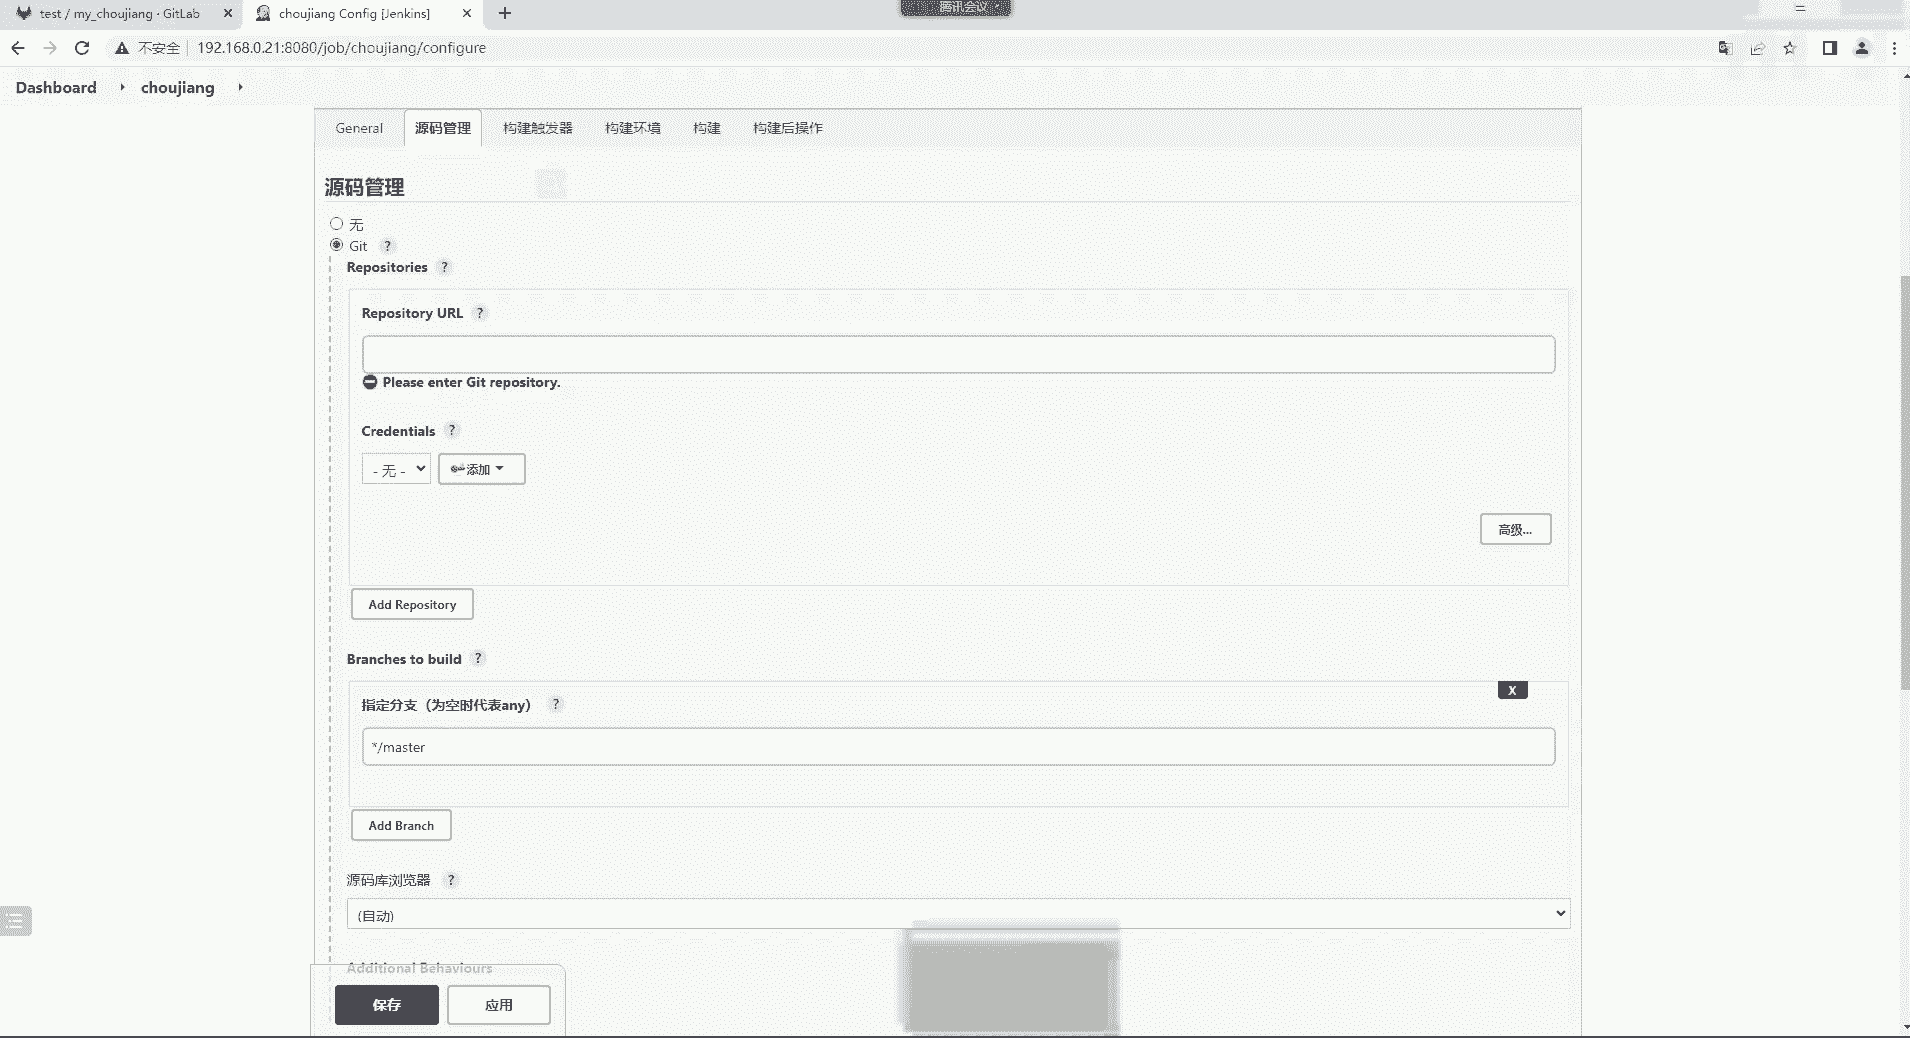 test / my_choujiang · GitLab
choujiang Config [Jenkins]
腾讯会议
不安全
192.168.0.21:8080/job/choujiang/configure
Dashboard
choujiang
General
源码管理
构建触发器
构建环境
构建
构建后操作
源码管理
无
Git ?
Repositories ?
Repository URL ?
Please enter Git repository.
Credentials ?
- 无 -
添加
高级...
Add Repository
Branches to build ?
X
指定分支（为空时代表any） ?
*/master
Add Branch
源码库浏览器 ?
(自动)
Additional Behaviours
保存
应用